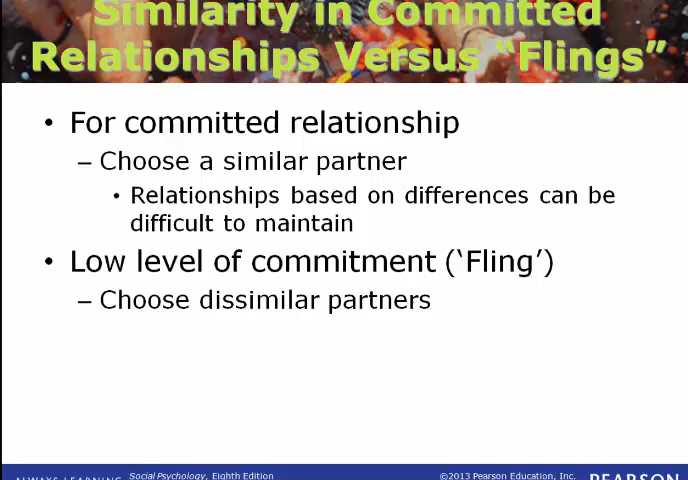 Similarity in Committed
Relationships Versus “Flings”
• For committed relationship
– Choose a similar partner
• Relationships based on differences can be
difficult to maintain
• Low level of commitment (‘Fling’)
– Choose dissimilar partners
ALWAYS LEARNING
Social Psychology, Eighth Edition
©2013 Pearson Education, Inc.
PEARSON